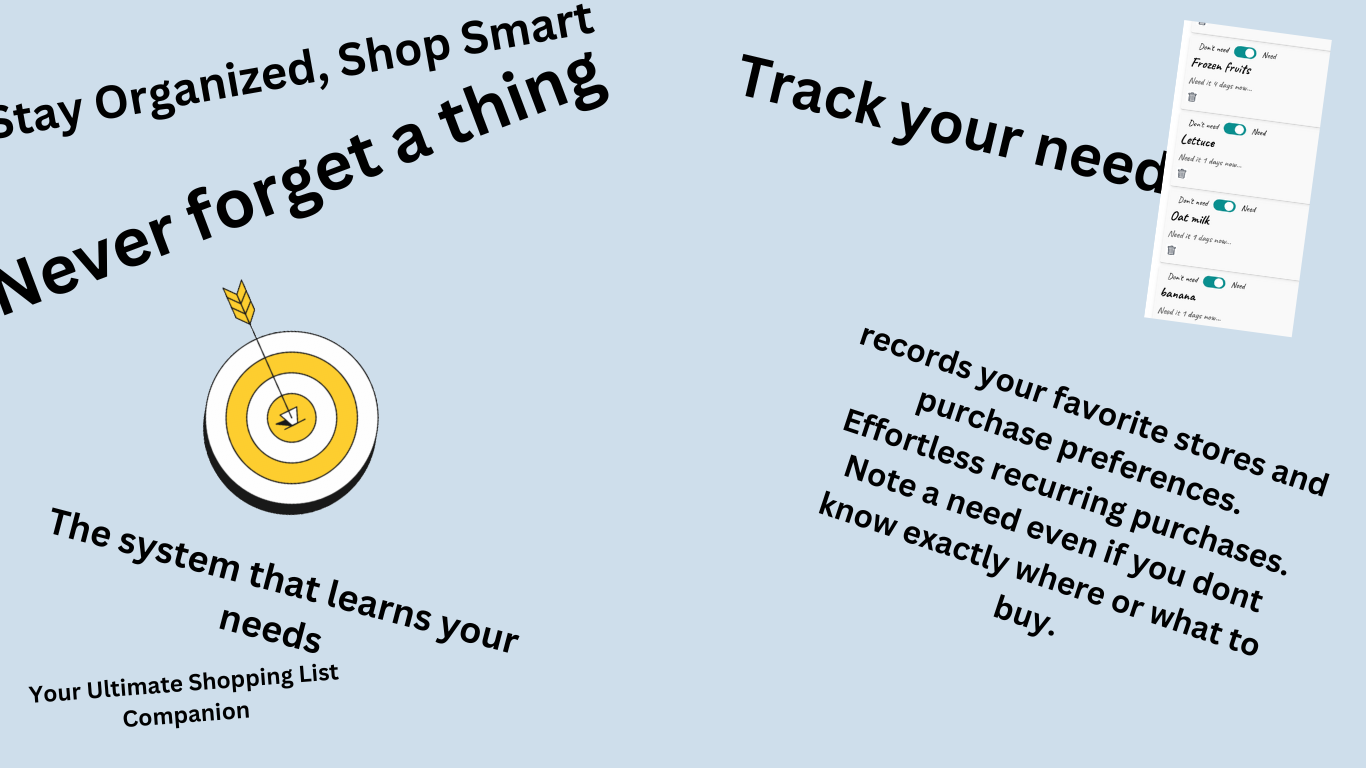 Stay Organized, Shop Smart
Never forget a thing
The system that learns your
needs
Your Ultimate Shopping List
Companion
Track your need
Don't need Need
Frozen fruits
Need it 4 days now...
Don't need Need
Lettuce
Need it 1 days now...
Don't need Need
Oat milk
Need it 1 days now...
Don't need Need
banana
Need it 1 days now...
records your favorite stores and
purchase preferences.
Effortless recurring purchases.
Note a need even if you dont
know exactly where or what to
buy.